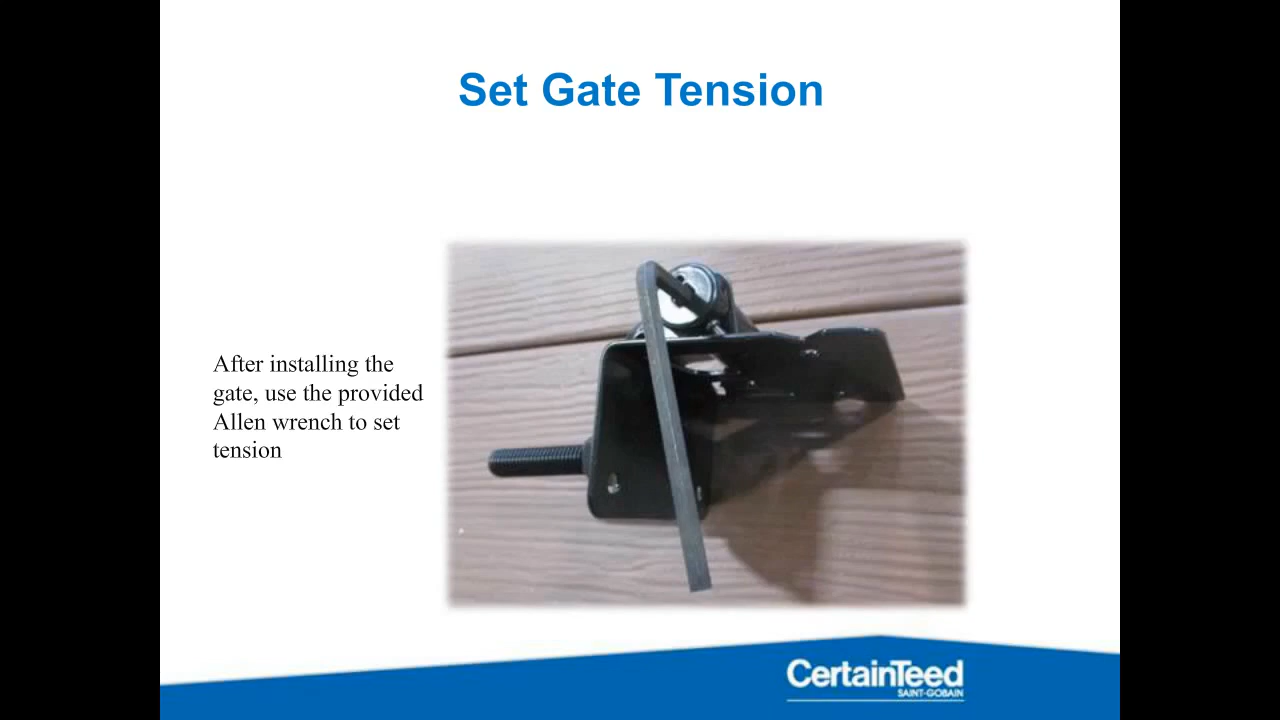 Set Gate Tension
After installing the
gate, use the provided
Allen wrench to set
tension
CertainTeed
SAINT-GOBAIN